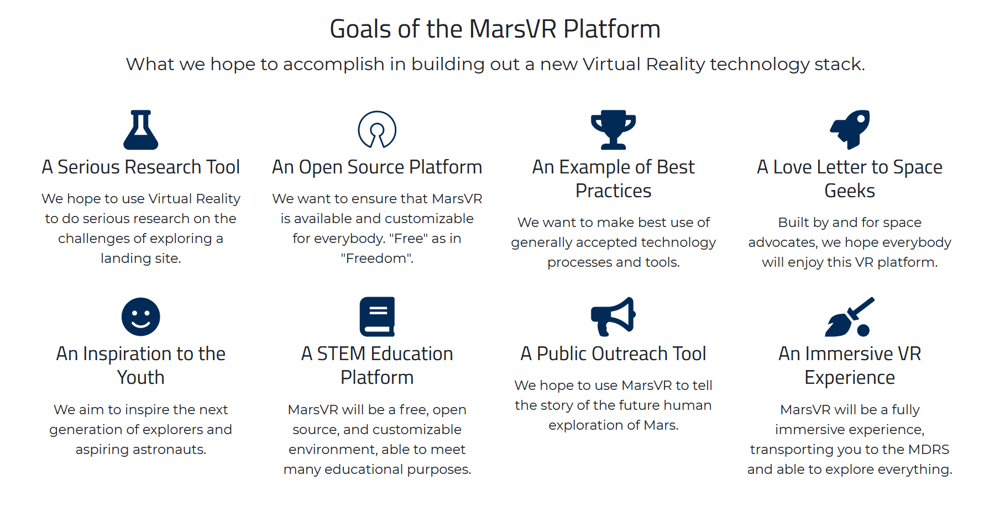 Goals of the MarsVR Platform
What we hope to accomplish in building out a new Virtual Reality technology stack.
A Serious Research Tool
We hope to use Virtual Reality
to do serious research on the
challenges of exploring a
landing site.
An Open Source Platform
We want to ensure that MarsVR
is available and customizable
for everybody. "Free" as in
"Freedom".
An Example of Best
Practices
We want to make best use of
generally accepted technology
processes and tools.
A Love Letter to Space
Geeks
Built by and for space
advocates, we hope everybody
will enjoy this VR platform.
An Inspiration to the
Youth
We aim to inspire the next
generation of explorers and
aspiring astronauts.
A STEM Education
Platform
MarsVR will be a free, open
source, and customizable
environment, able to meet
many educational purposes.
A Public Outreach Tool
We hope to use MarsVR to tell
the story of the future human
exploration of Mars.
An Immersive VR
Experience
MarsVR will be a fully
immersive experience,
transporting you to the MDRS
and able to explore everything.